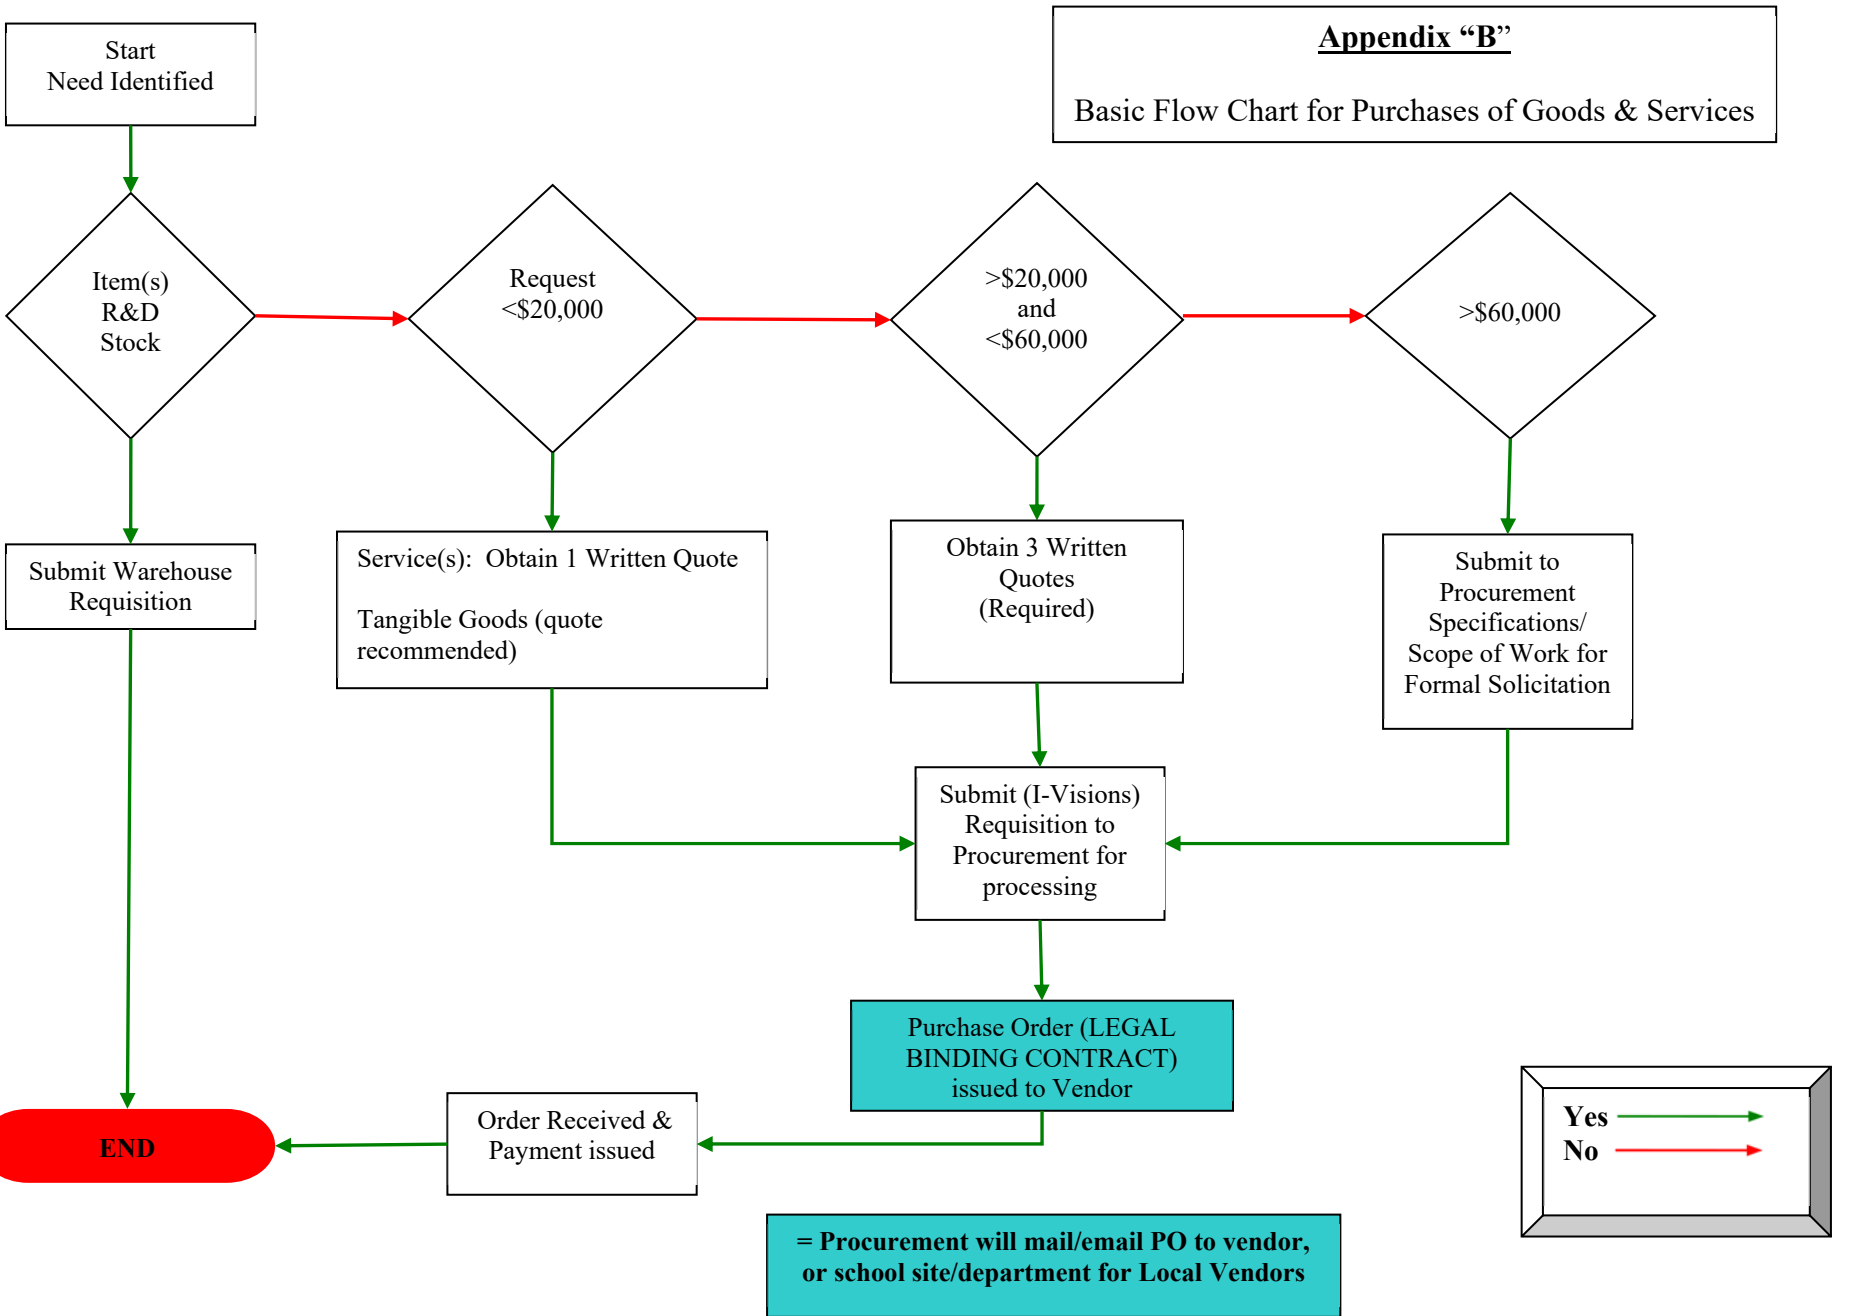 Start
Need Identified
Appendix “B”
Basic Flow Chart for Purchases of Goods & Services
Item(s)
R&D
Stock
Request
<$20,000
>$20,000
and
<$60,000
>$60,000
Submit Warehouse
Requisition
Service(s):  Obtain 1 Written Quote
Tangible Goods (quote
recommended)
Obtain 3 Written
Quotes
(Required)
Submit to
Procurement
Specifications/
Scope of Work for
Formal Solicitation
Submit (I-Visions)
Requisition to
Procurement for
processing
Purchase Order (LEGAL
BINDING CONTRACT)
issued to Vendor
Order Received &
Payment issued
END
Yes
No
= Procurement will mail/email PO to vendor,
or school site/department for Local Vendors